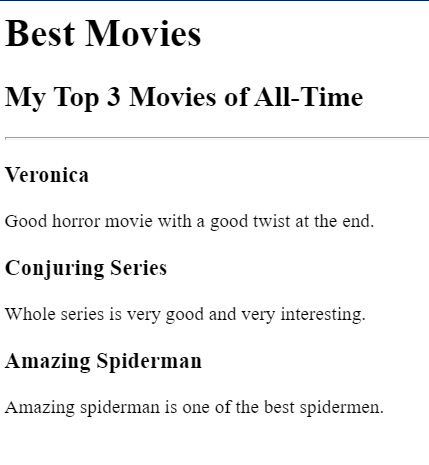 Best Movies
My Top 3 Movies of All-Time
Veronica
Good horror movie with a good twist at the end.
Conjuring Series
Whole series is very good and very interesting.
Amazing Spiderman
Amazing spiderman is one of the best spidermen.